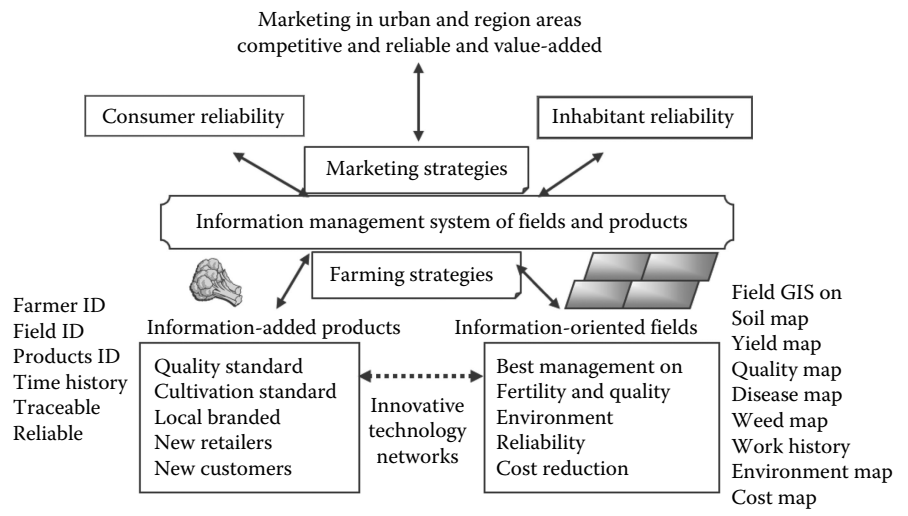 Marketing in urban and region areas
competitive and reliable and value-added
Consumer reliability
Inhabitant reliability
Marketing strategies
Information management system of fields and products
Farming strategies
Farmer ID
Field ID
Products ID
Time history
Traceable
Reliable
Information-added products
Quality standard
Cultivation standard
Local branded
New retailers
New customers
Innovative
technology
networks
Information-oriented fields
Best management on
Fertility and quality
Environment
Reliability
Cost reduction
Field GIS on
Soil map
Yield map
Quality map
Disease map
Weed map
Work history
Environment map
Cost map